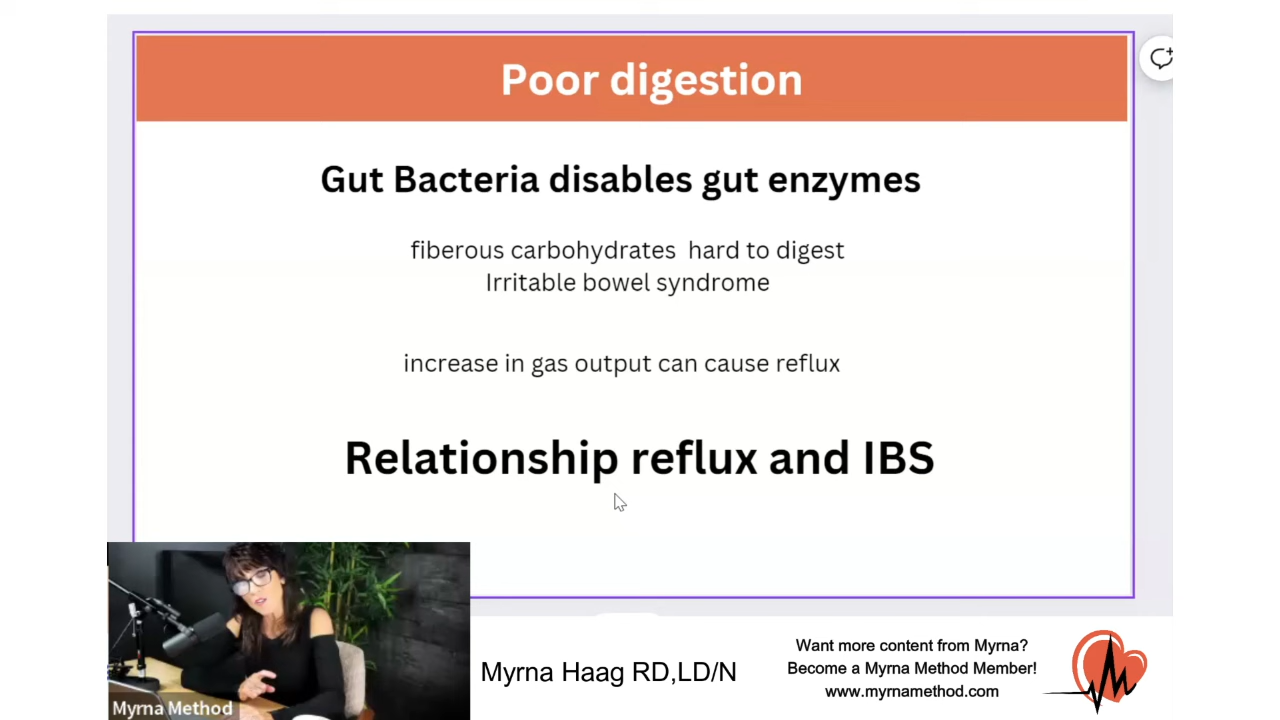 Poor digestion
Gut Bacteria disables gut enzymes
fiberous carbohydrates hard to digest
Irritable bowel syndrome
increase in gas output can cause reflux
Relationship reflux and IBS
Myrna Method
Myrna Haag RD,LD/N
Want more content from Myrna?
Become a Myrna Method Member!
www.myrnamethod.com